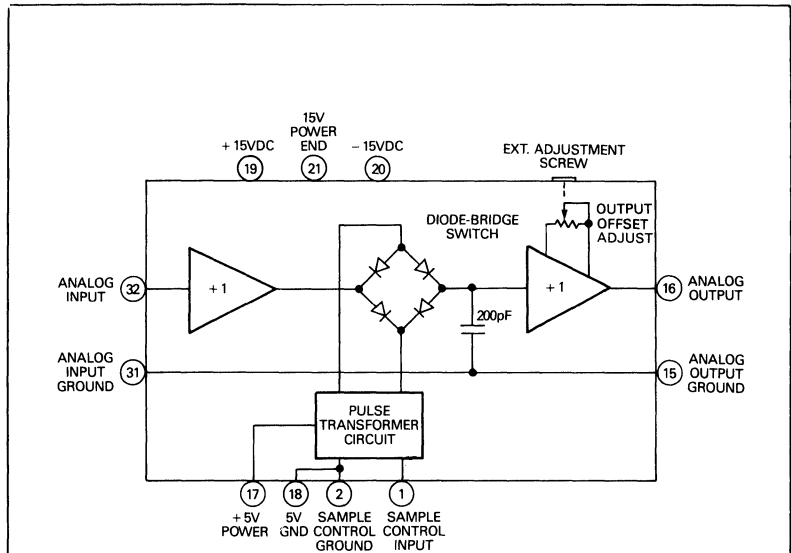 15V
POWER
END
+ 15VDC
- 15VDC
19
21
20
EXT. ADJUSTMENT
SCREW
DIODE-BRIDGE
SWITCH
OUTPUT
OFFSET
ADJUST
ANALOG
INPUT
32
+ 1
+ 1
16
ANALOG
OUTPUT
200pF
ANALOG
INPUT
GROUND
31
15
ANALOG
OUTPUT
GROUND
PULSE
TRANSFORMER
CIRCUIT
17
18
2
1
+ 5V
POWER
5V
GND
SAMPLE
CONTROL
GROUND
SAMPLE
CONTROL
INPUT